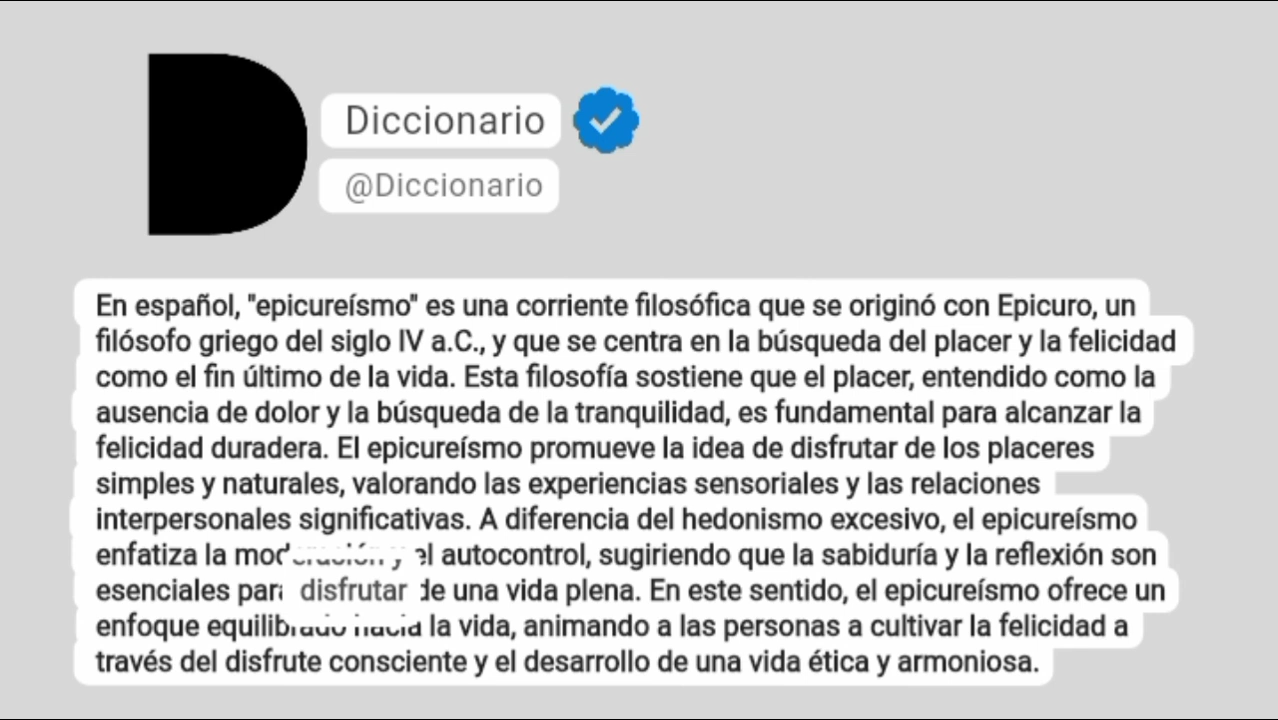 Diccionario
@Diccionario
En español, "epicureísmo" es una corriente filosófica que se originó con Epicuro, un
filósofo griego del siglo IV a.C., y que se centra en la búsqueda del placer y la felicidad
como el fin último de la vida. Esta filosofía sostiene que el placer, entendido como la
ausencia de dolor y la búsqueda de la tranquilidad, es fundamental para alcanzar la
felicidad duradera. El epicureísmo promueve la idea de disfrutar de los placeres
simples y naturales, valorando las experiencias sensoriales y las relaciones
interpersonales significativas. A diferencia del hedonismo excesivo, el epicureísmo
enfatiza la moderación y el autocontrol, sugiriendo que la sabiduría y la reflexión son
esenciales para disfrutar de una vida plena. En este sentido, el epicureísmo ofrece un
enfoque equilibrado hacia la vida, animando a las personas a cultivar la felicidad a
través del disfrute consciente y el desarrollo de una vida ética y armoniosa.